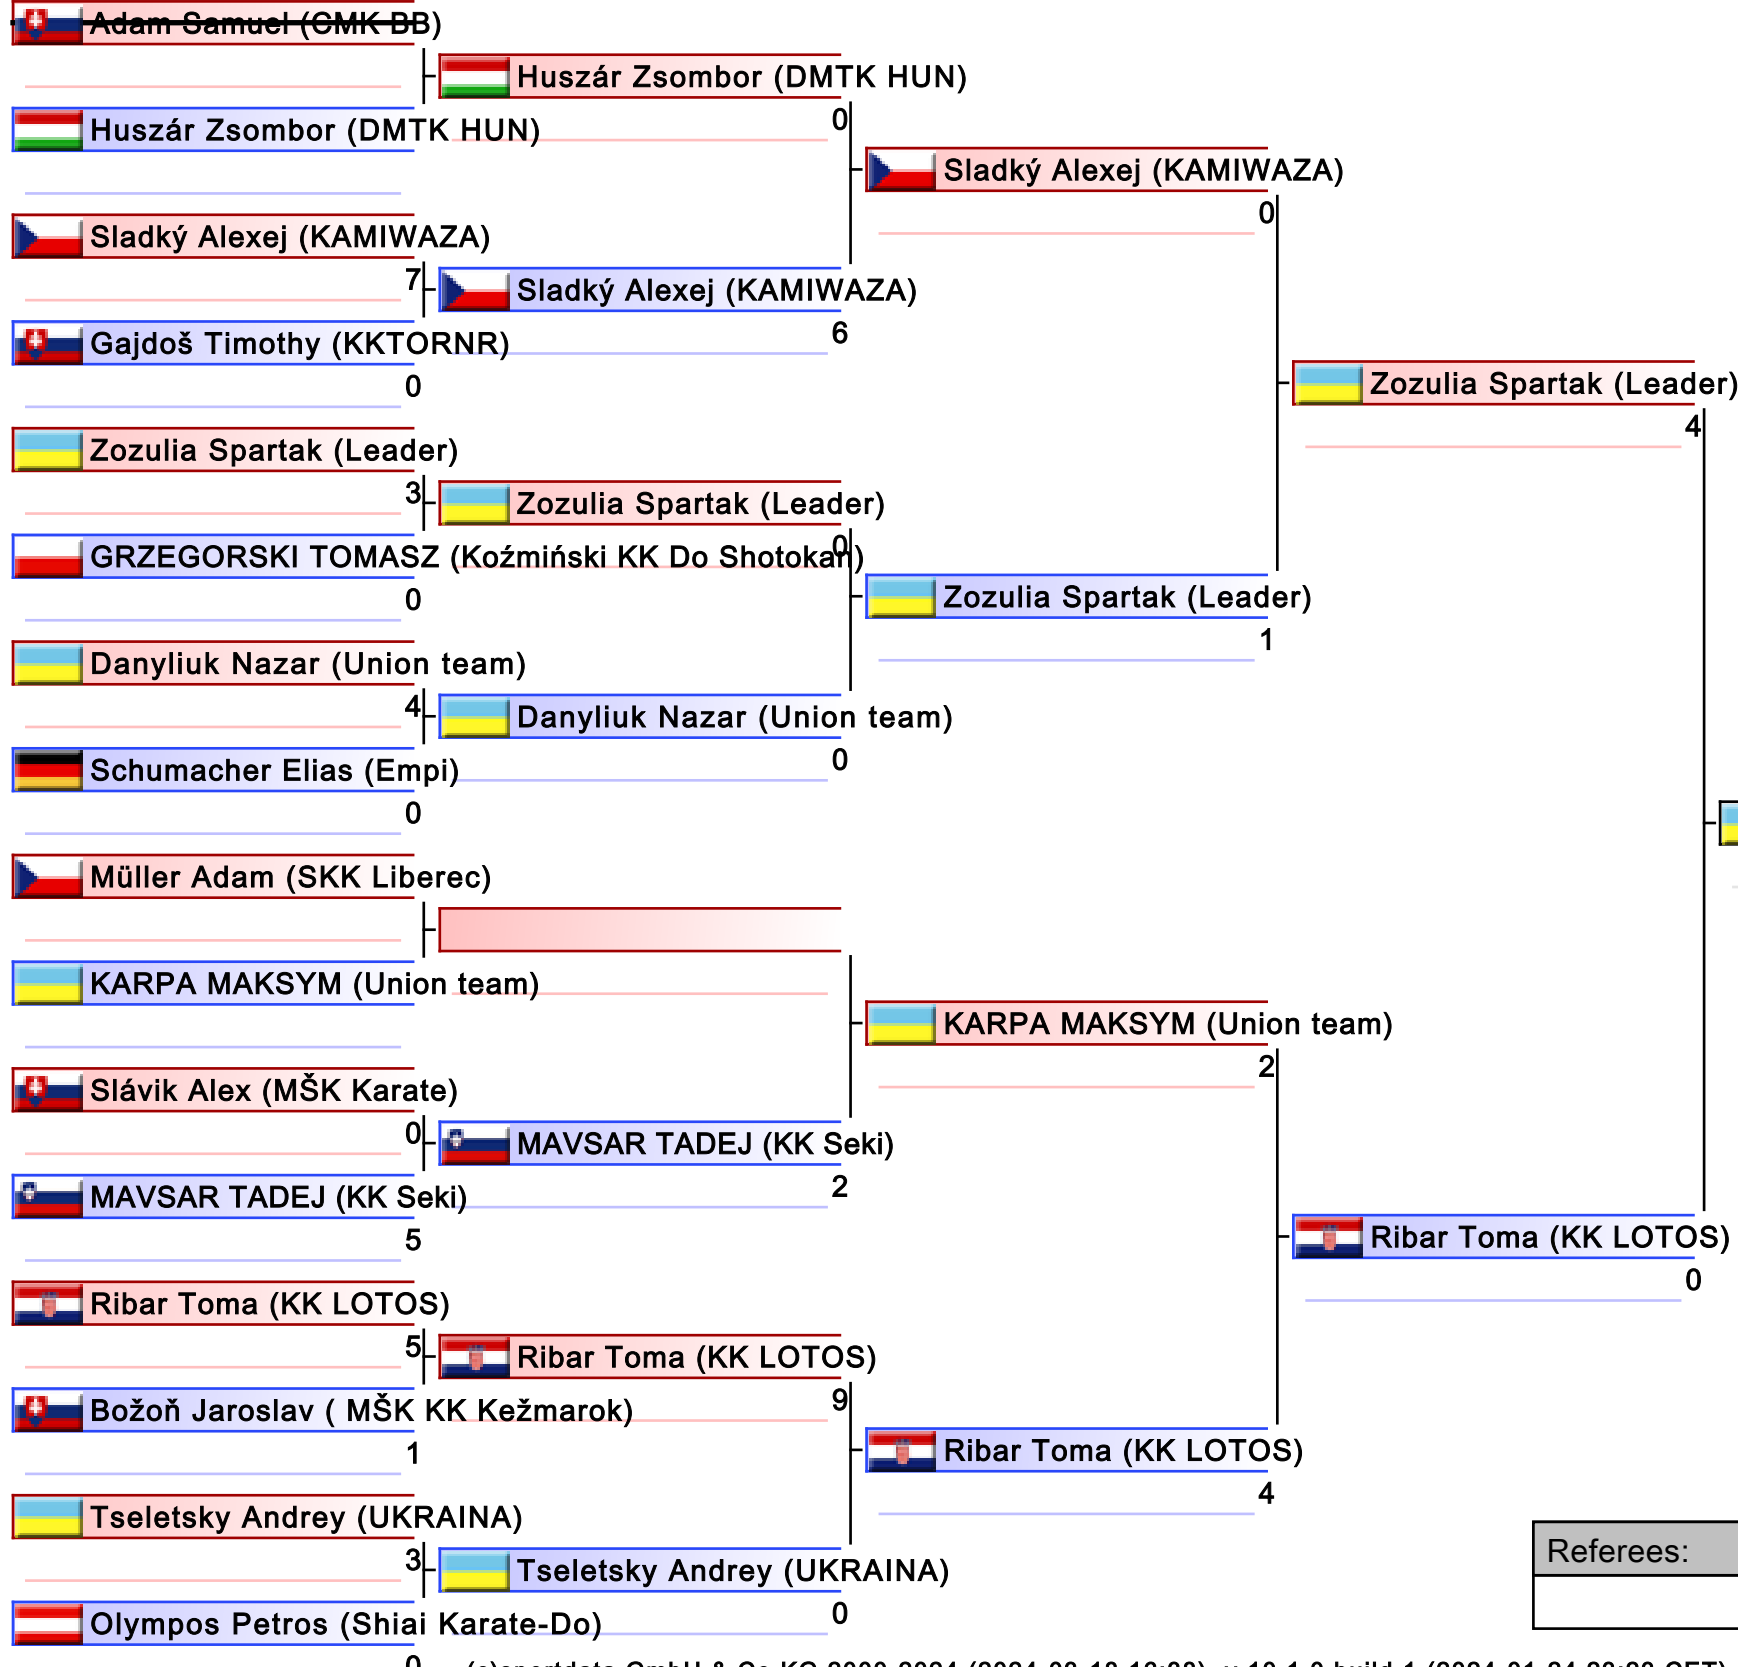 Adam Samuel (CMK BB)
Huszár Zsombor (DMTK HUN)
0
Huszár Zsombor (DMTK HUN)
Sladký Alexej (KAMIWAZA)
0
Sladký Alexej (KAMIWAZA)
7
Sladký Alexej (KAMIWAZA)
6
Gajdoš Timothy (KKTORNR)
0
Zozulia Spartak (Leader)
4
Zozulia Spartak (Leader)
3
Zozulia Spartak (Leader)
0
GRZEGORSKI TOMASZ (Koźmiński KK Do Shotokan)
0
Zozulia Spartak (Leader)
1
Danyliuk Nazar (Union team)
4
Danyliuk Nazar (Union team)
0
Schumacher Elias (Empi)
0
Müller Adam (SKK Liberec)
KARPA MAKSYM (Union team)
KARPA MAKSYM (Union team)
2
Slávik Alex (MŠK Karate)
0
MAVSAR TADEJ (KK Seki)
2
MAVSAR TADEJ (KK Seki)
5
Ribar Toma (KK LOTOS)
0
Ribar Toma (KK LOTOS)
5
Ribar Toma (KK LOTOS)
9
Božoň Jaroslav ( MŠK KK Kežmarok)
1
Ribar Toma (KK LOTOS)
4
Tseletsky Andrey (UKRAINA)
3
Tseletsky Andrey (UKRAINA)
0
Referees:
Olympos Petros (Shiai Karate-Do)
0